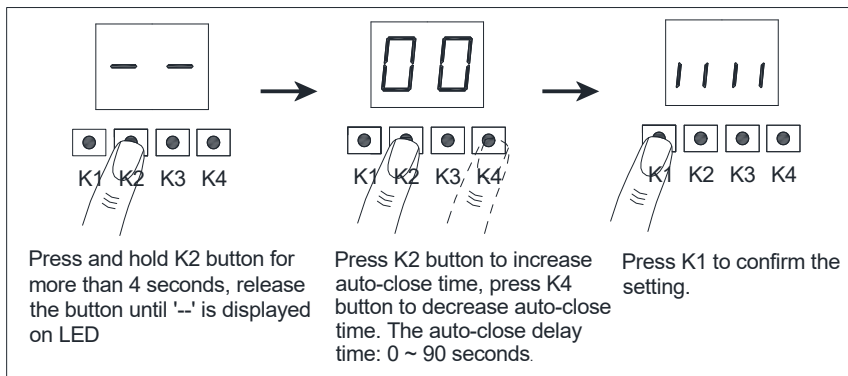 - -
K1 K2 K3 K4
Press and hold K2 button for
more than 4 seconds, release
the button until '--' is displayed
on LED
00
K1 K2 K3 K4
Press K2 button to increase
auto-close time, press K4
button to decrease auto-close
time. The auto-close delay
time: 0 ~ 90 seconds.
1111
K1 K2 K3 K4
Press K1 to confirm the
setting.